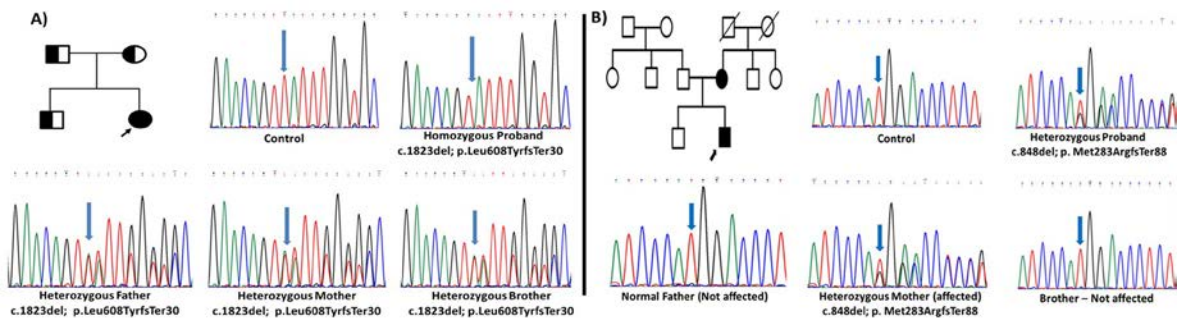 A)
Control
Homozygous Proband
c.1823del; p.Leu608TyrfsTer30
Heterozygous Father
c.1823del; p.Leu608TyrfsTer30
Heterozygous Mother
c.1823del; p.Leu608TyrfsTer30
Heterozygous Brother
c.1823del; p.Leu608TyrfsTer30
B)
Control
Heterozygous Proband
c.848del; p. Met283ArgfsTer88
Normal Father (Not affected)
Heterozygous Mother (affected)
c.848del; p. Met283ArgfsTer88
Brother – Not affected